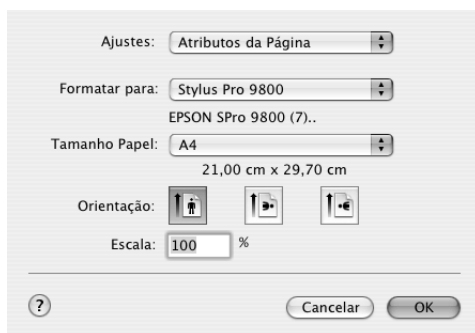 Ajustes: Atributos da Página
Formatar para: Stylus Pro 9800
EPSON SPro 9800 (7)..
Tamanho Papel: A4
21,00 cm x 29,70 cm
Orientação:
Escala: 100 %
? Cancelar OK